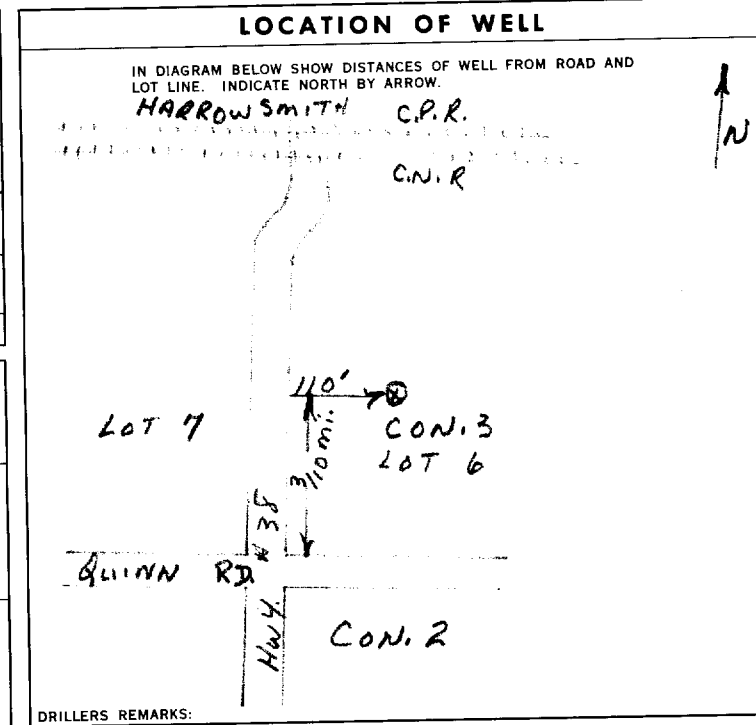 LOCATION OF WELL
IN DIAGRAM BELOW SHOW DISTANCES OF WELL FROM ROAD AND
LOT LINE. INDICATE NORTH BY ARROW.
HARROWSMITH C.P.R.
N
C.N.R
110'
LOT 7
CON. 3
3/10 mi.
LOT 6
QUINN RD.
HWY. # 38
CON. 2
DRILLERS REMARKS: